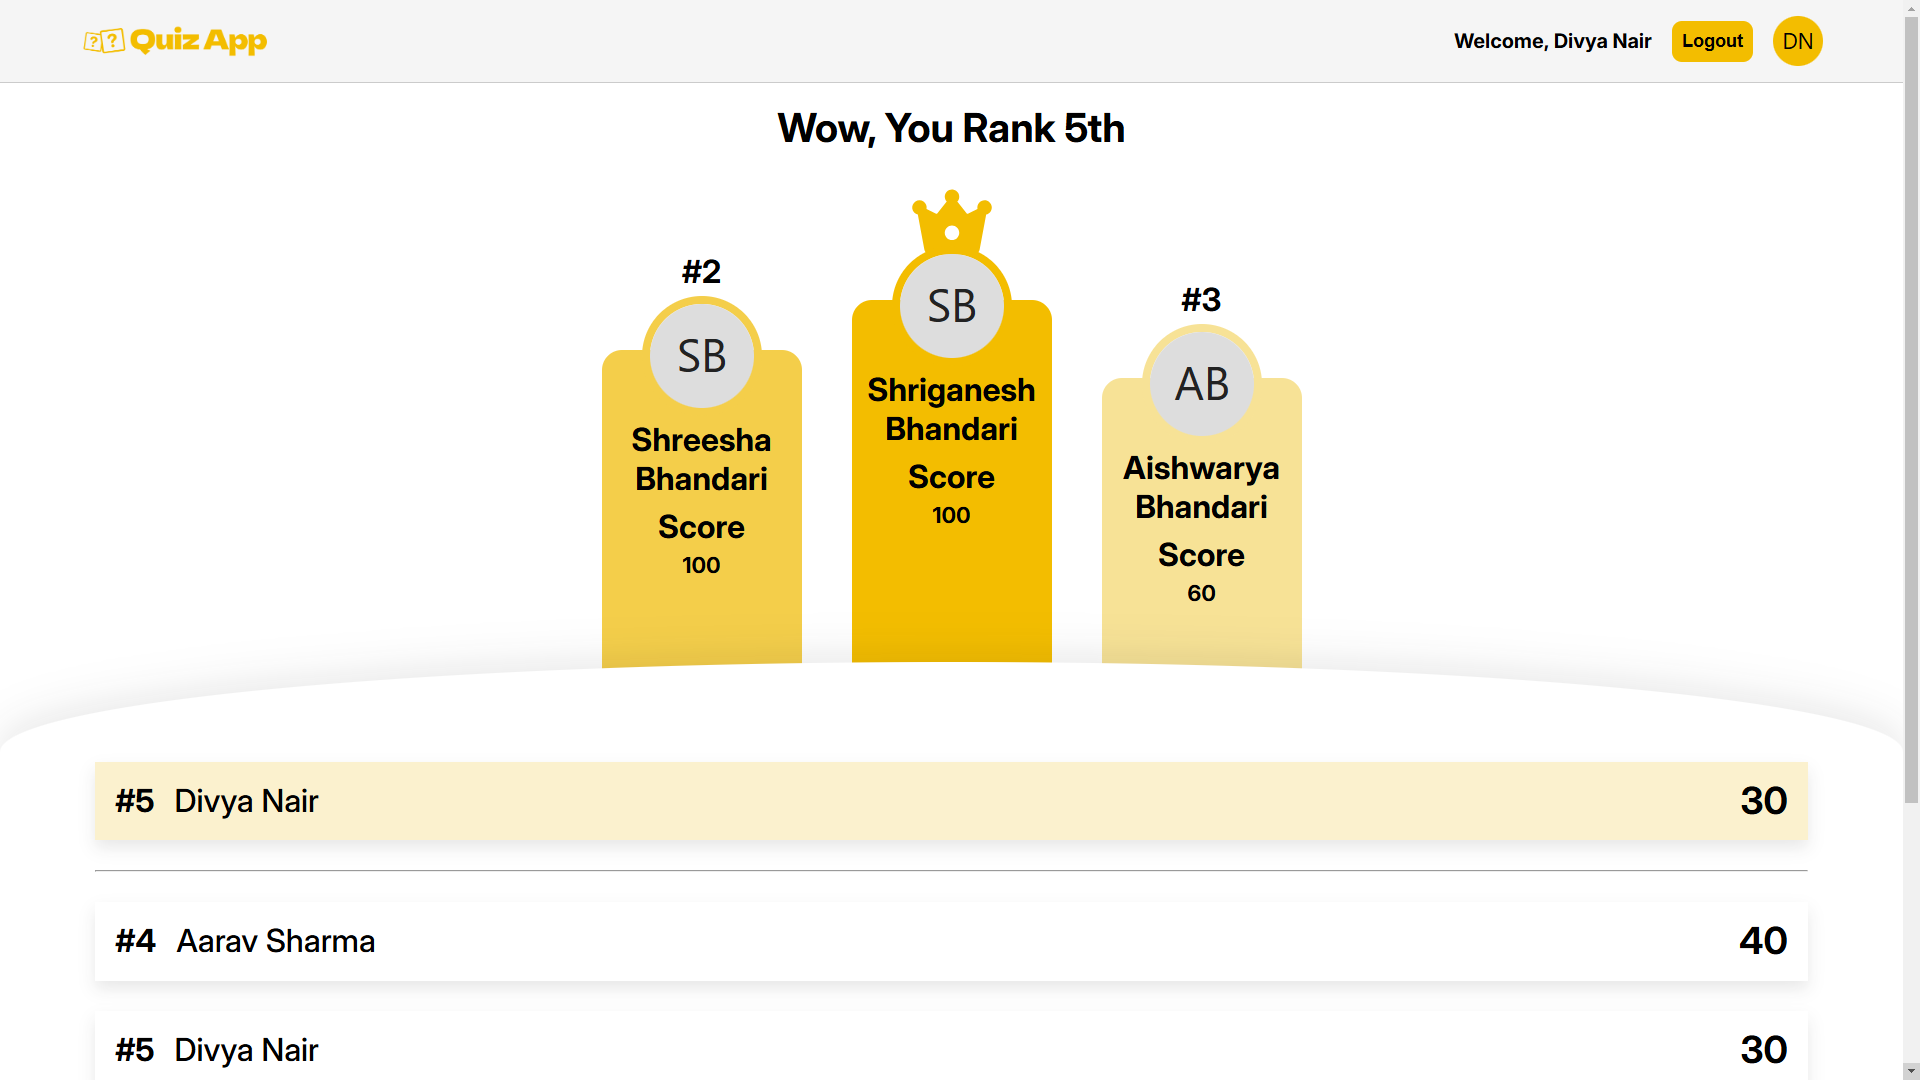 ? ? Quiz App
Welcome, Divya Nair
Logout
DN
Wow, You Rank 5th
#2
SB
Shreesha
Bhandari
Score
100
SB
Shriganesh
Bhandari
Score
100
#3
AB
Aishwarya
Bhandari
Score
60
#5 Divya Nair 30
#4 Aarav Sharma 40
#5 Divya Nair 30